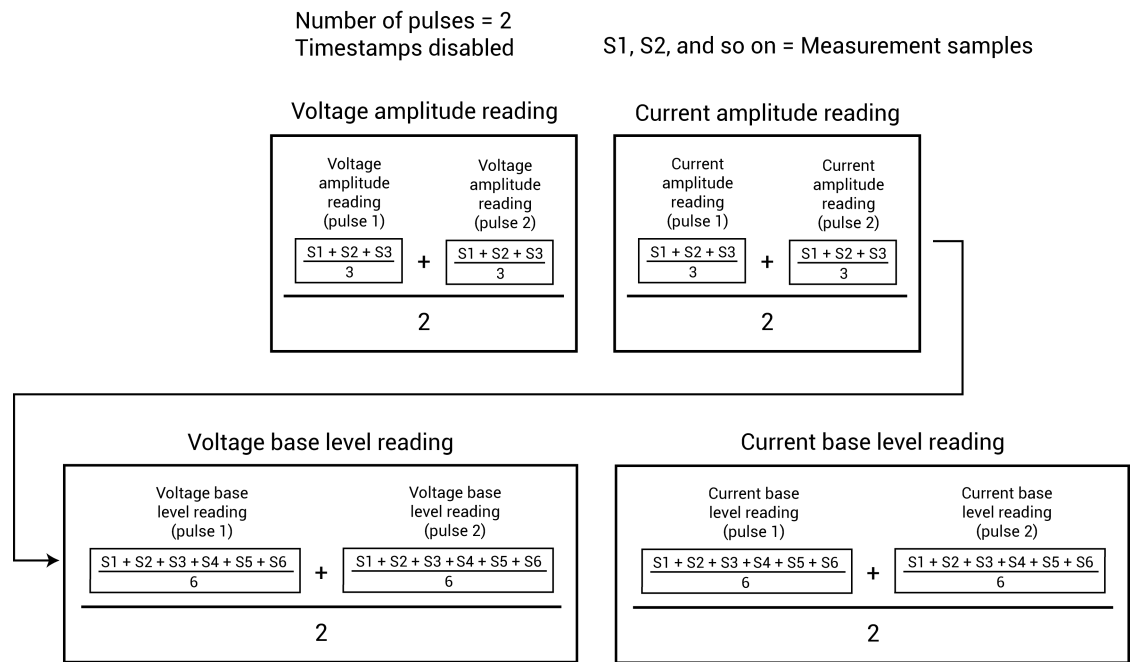 Number of pulses = 2
Timestamps disabled
S1, S2, and so on = Measurement samples
Voltage amplitude reading
Voltage
amplitude
reading
(pulse 1)
S1 + S2 + S3
3
+
Voltage
amplitude
reading
(pulse 2)
S1 + S2 + S3
3
2
Current amplitude reading
Current
amplitude
reading
(pulse 1)
S1 + S2 + S3
3
+
Current
amplitude
reading
(pulse 2)
S1 + S2 + S3
3
2
Voltage base level reading
Voltage base
level reading
(pulse 1)
S1 + S2 + S3 + S4 + S5 + S6
6
+
Voltage base
level reading
(pulse 2)
S1 + S2 + S3 + S4 + S5 + S6
6
2
Current base level reading
Current base
level reading
(pulse 1)
S1 + S2 + S3 + S4 + S5 + S6
6
+
Current base
level reading
(pulse 2)
S1 + S2 + S3 + S4 + S5 + S6
6
2